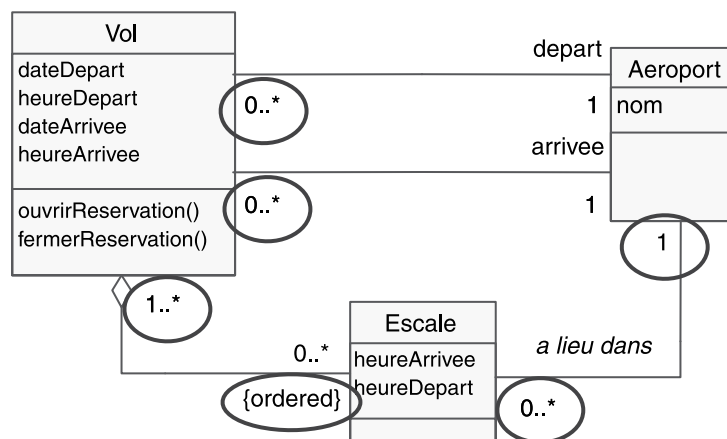 Vol
dateDepart
heureDepart
dateArrivee
heureArrivee
ouvrirReservation()
fermerReservation()
0..*
depart
1
0..*
arrivee
1
Aeroport
nom
1
1..*
0..*
{ordered}
Escale
heureArrivee
heureDepart
a lieu dans
0..*